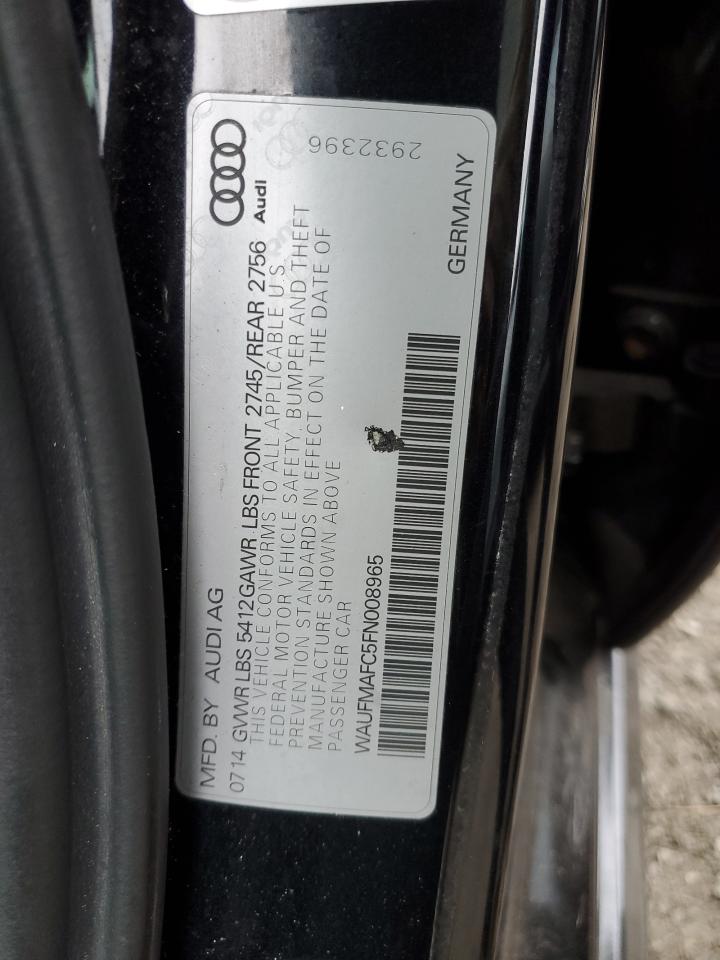 MFD. BY AUDI AG
0714 GVWR LBS 5412GAWR LBS FRONT 2745/REAR 2756
Audi
THIS VEHICLE CONFORMS TO ALL APPLICABLE U.S.
FEDERAL MOTOR VEHICLE SAFETY, BUMPER AND THEFT
PREVENTION STANDARDS IN EFFECT ON THE DATE OF
MANUFACTURE SHOWN ABOVE
PASSENGER CAR
WAUFMAFC5FN008965
2932396
GERMANY